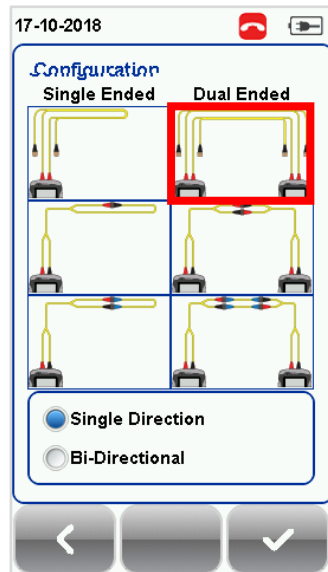 17-10-2018
Configuration
Single Ended Dual Ended
Single Direction
Bi-Directional